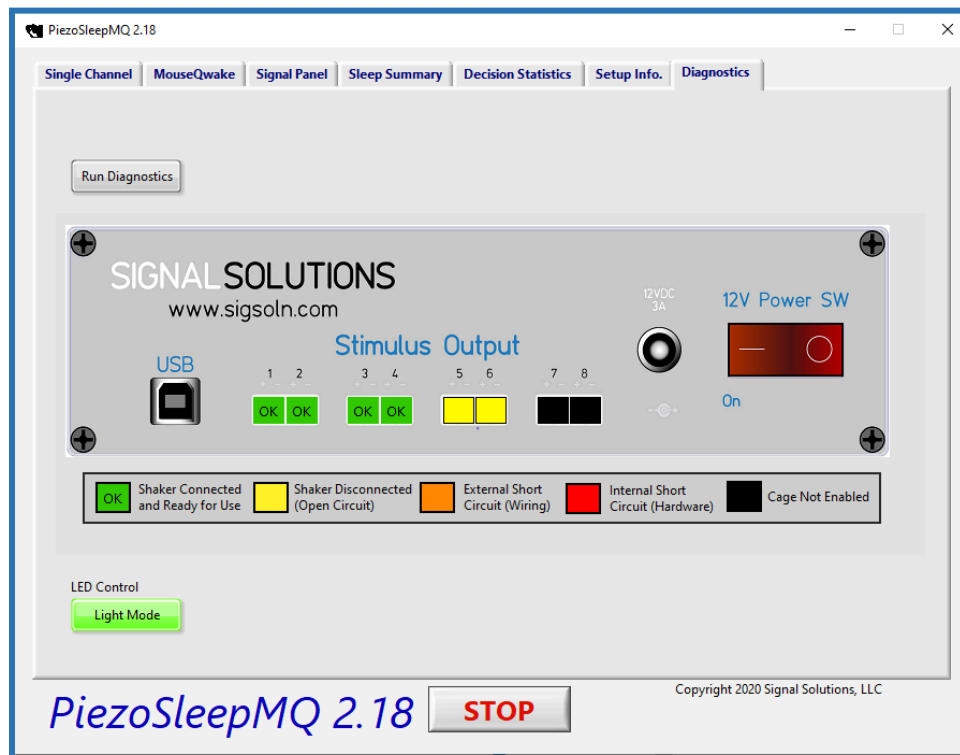 PiezoSleepMQ 2.18
Single Channel MouseQwake Signal Panel Sleep Summary Decision Statistics Setup Info. Diagnostics
Run Diagnostics
SIGNALSOLUTIONS
www.sigsoln.com
12VDC
3A
12V Power SW
Stimulus Output
USB
1 2 3 4 5 6 7 8
+ - + - + - + - 
OK OK OK OK
On
OK Shaker Connected
and Ready for Use
Shaker Disconnected
(Open Circuit)
External Short
Circuit (Wiring)
Internal Short
Circuit (Hardware)
Cage Not Enabled
LED Control
Light Mode
PiezoSleepMQ 2.18
STOP
Copyright 2020 Signal Solutions, LLC